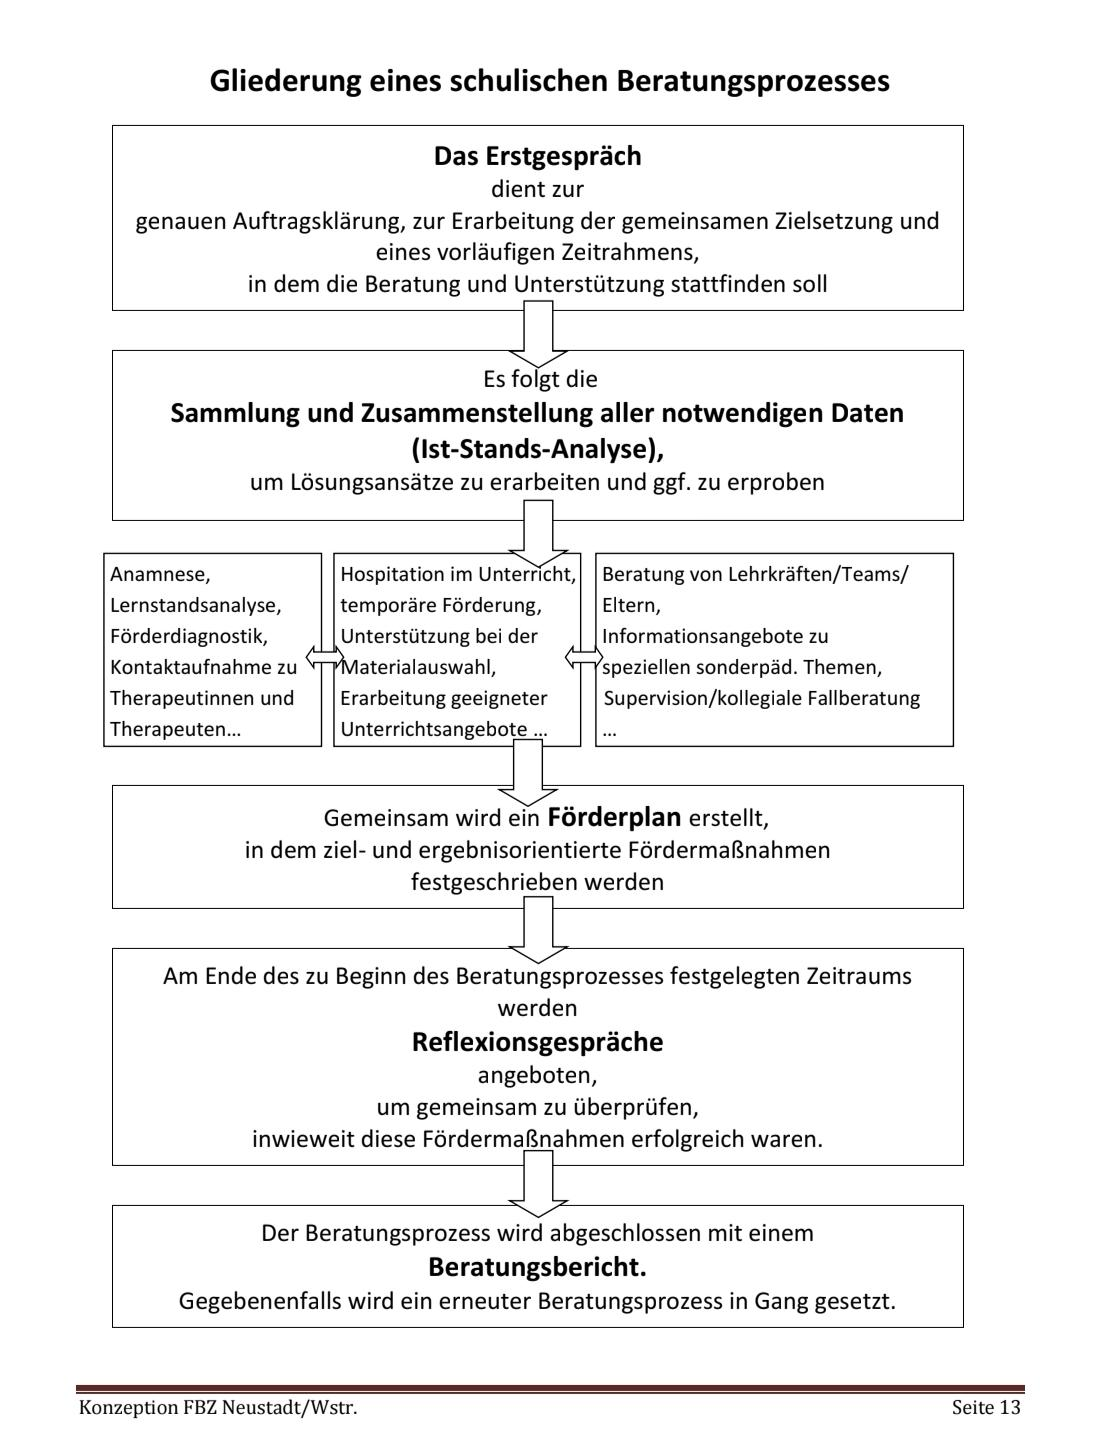 Gliederung eines schulischen Beratungsprozesses
Das Erstgespräch
dient zur
genauen Auftragsklärung, zur Erarbeitung der gemeinsamen Zielsetzung und
eines vorläufigen Zeitrahmens,
in dem die Beratung und Unterstützung stattfinden soll
Es folgt die
Sammlung und Zusammenstellung aller notwendigen Daten
(Ist-Stands-Analyse),
um Lösungsansätze zu erarbeiten und ggf. zu erproben
Anamnese,
Lernstandsanalyse,
Förderdiagnostik,
Kontaktaufnahme zu
Therapeutinnen und
Therapeuten…
Hospitation im Unterricht,
temporäre Förderung,
Unterstützung bei der
Materialauswahl,
Erarbeitung geeigneter
Unterrichtsangebote …
Beratung von Lehrkräften/Teams/
Eltern,
Informationsangebote zu
speziellen sonderpäd. Themen,
Supervision/kollegiale Fallberatung
…
Gemeinsam wird ein Förderplan erstellt,
in dem ziel- und ergebnisorientierte Fördermaßnahmen
festgeschrieben werden
Am Ende des zu Beginn des Beratungsprozesses festgelegten Zeitraums
werden
Reflexionsgespräche
angeboten,
um gemeinsam zu überprüfen,
inwieweit diese Fördermaßnahmen erfolgreich waren.
Der Beratungsprozess wird abgeschlossen mit einem
Beratungsbericht.
Gegebenenfalls wird ein erneuter Beratungsprozess in Gang gesetzt.
Konzeption FBZ Neustadt/Wstr.
Seite 13